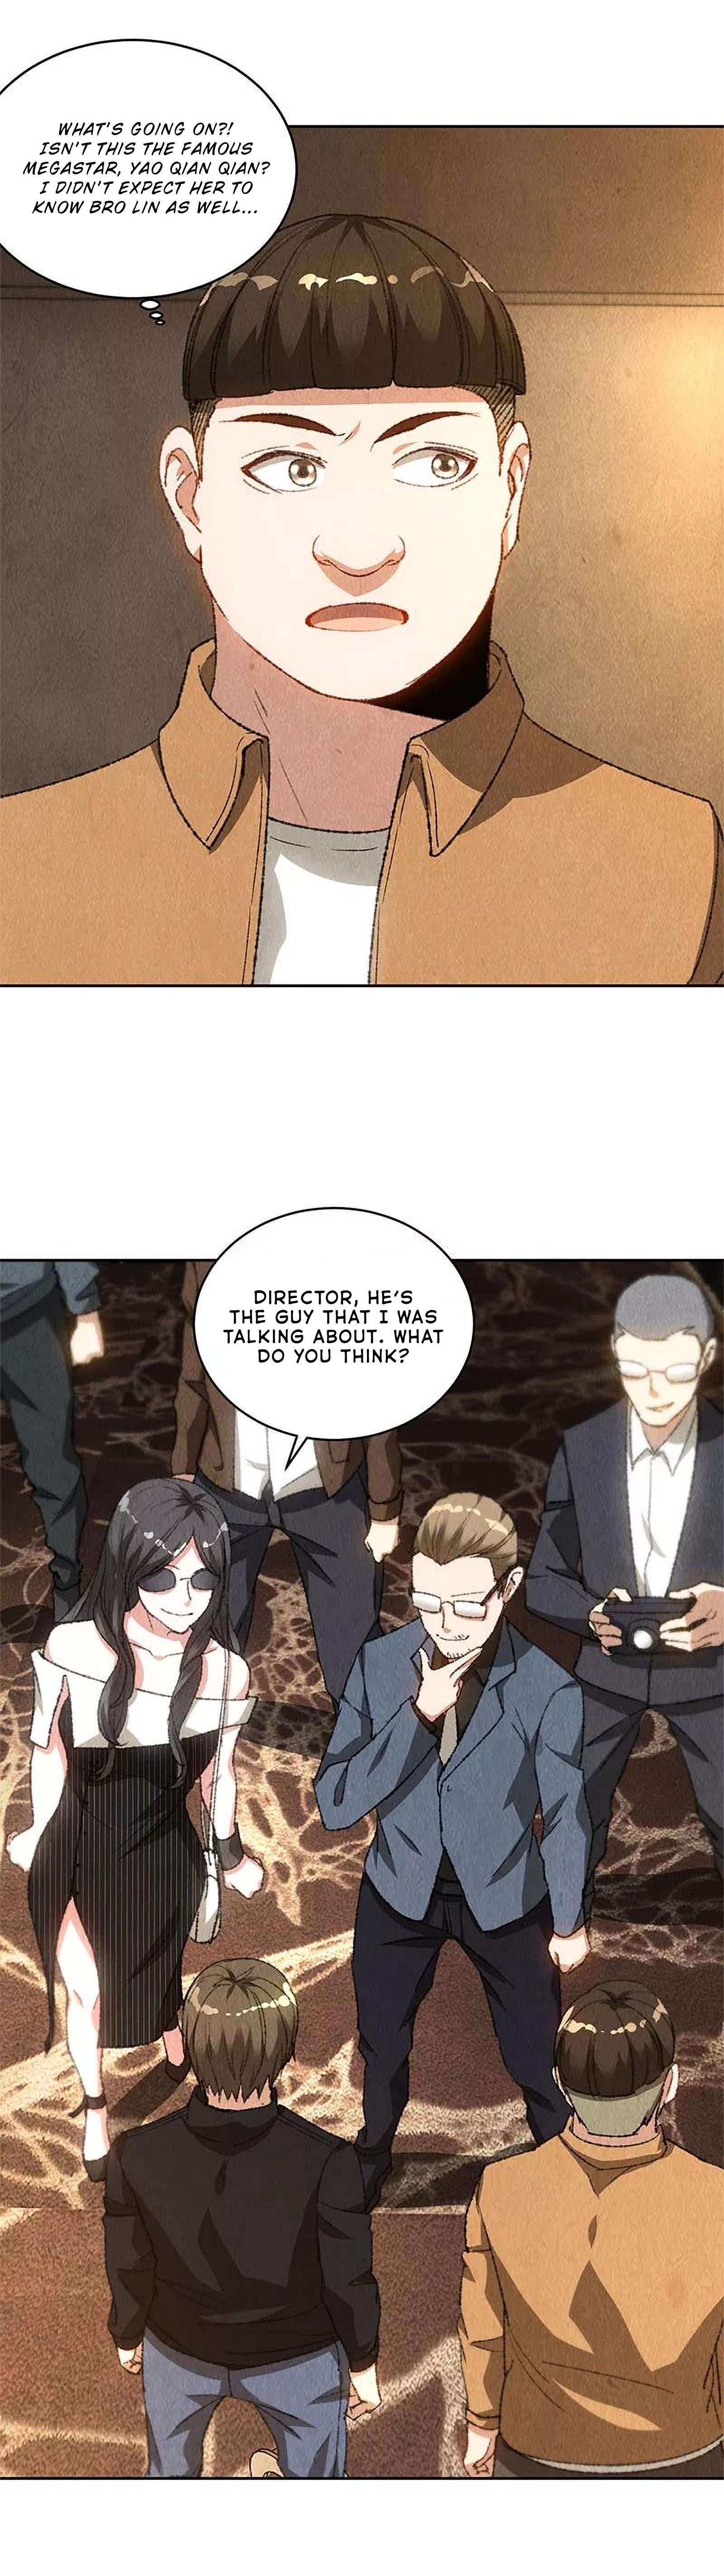 WHAT'S GOING ON?!
ISN'T THIS THE FAMOUS
MEGASTAR, YAO QIAN QIAN?
I DIDN'T EXPECT HER TO
KNOW BRO LIN AS WELL...
DIRECTOR, HE'S
THE GUY THAT I WAS
TALKING ABOUT. WHAT
DO YOU THINK?